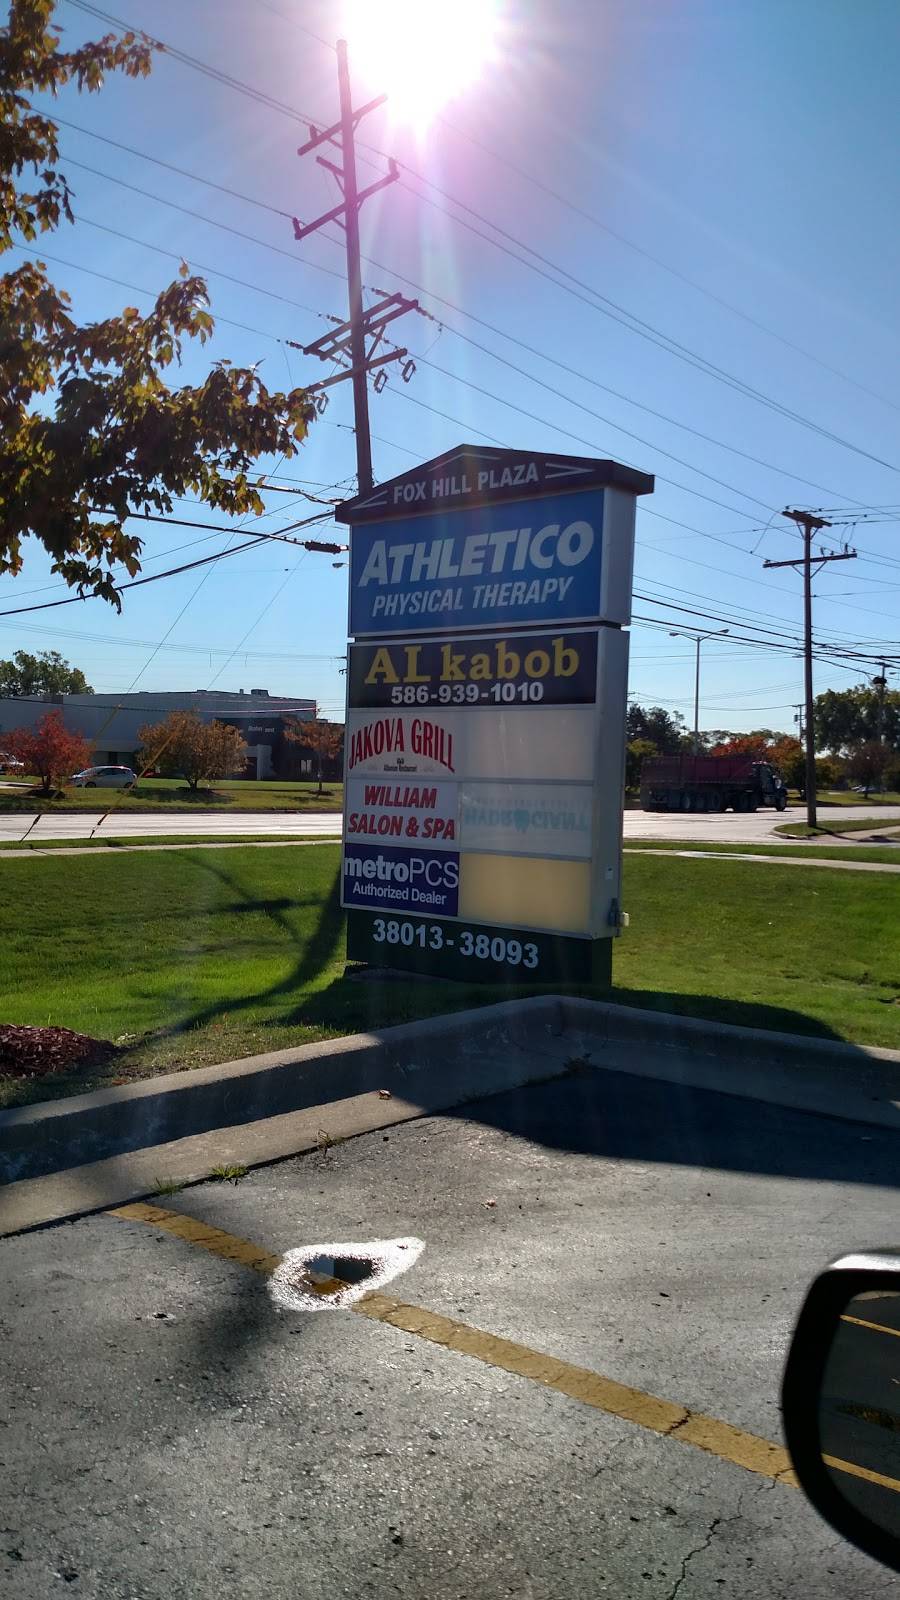 FOX HILL PLAZA
ATHLETICO
PHYSICAL THERAPY
AL kabob
586-939-1010
JAKOVA GRILL
WILLIAM
SALON & SPA
HYDROGIANT
metroPCS
Authorized Dealer
38013-38093